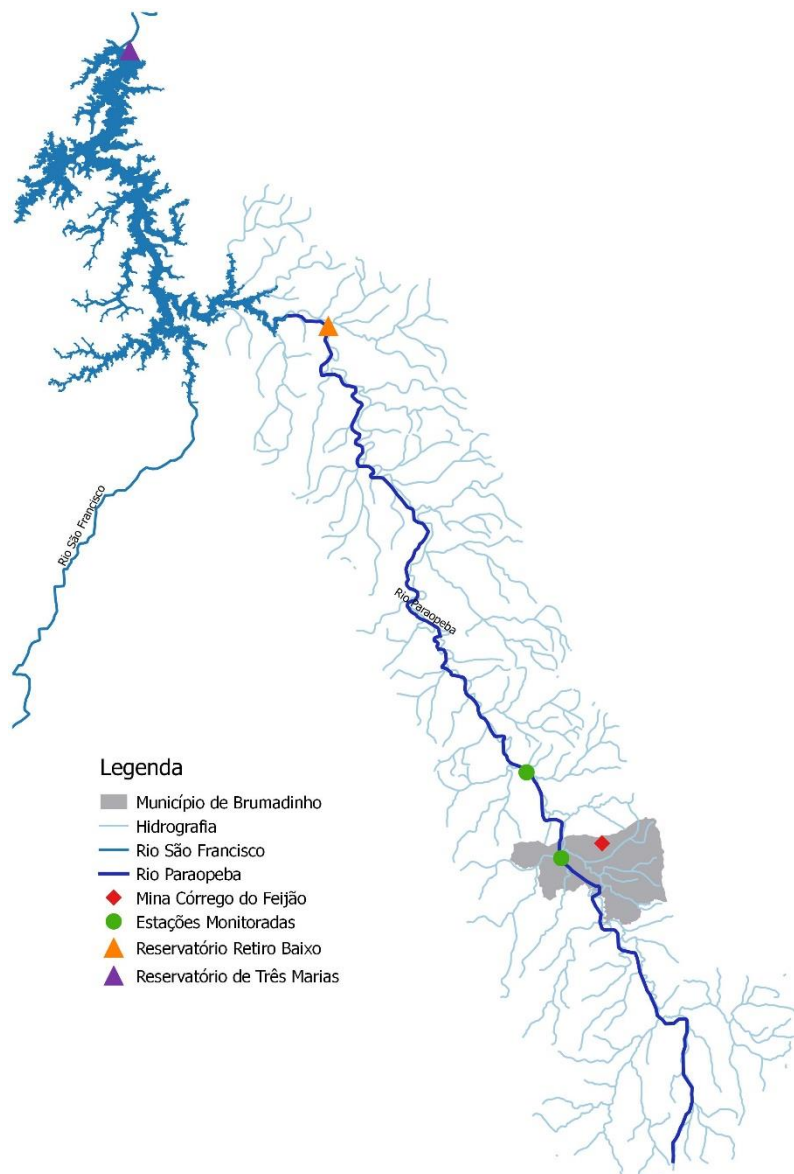 Rio São Francisco
Rio Paraopeba
Legenda
Município de Brumadinho
Hidrografia
Rio São Francisco
Rio Paraopeba
Mina Córrego do Feijão
Estações Monitoradas
Reservatório Retiro Baixo
Reservatório de Três Marias